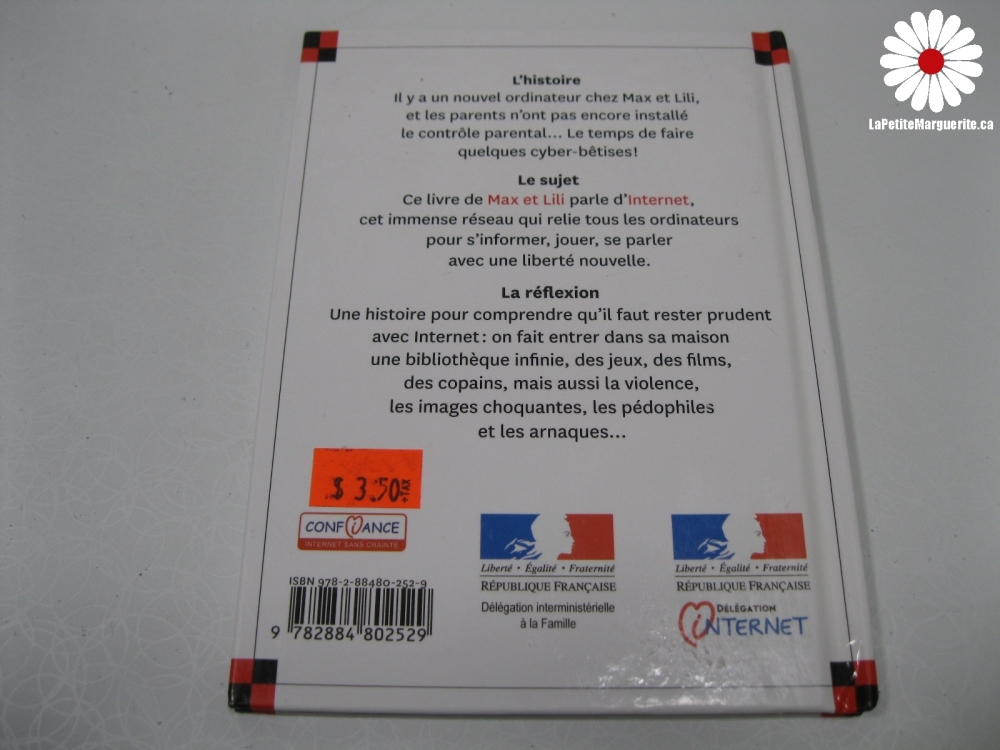 LaPetiteMarguerite.ca
L'histoire
Il y a un nouvel ordinateur chez Max et Lili,
et les parents n'ont pas encore installé
le contrôle parental... Le temps de faire
quelques cyber-bêtises!
Le sujet
Ce livre de Max et Lili parle d'Internet,
cet immense réseau qui relie tous les ordinateurs
pour s'informer, jouer, se parler
avec une liberté nouvelle.
La réflexion
Une histoire pour comprendre qu'il faut rester prudent
avec Internet: on fait entrer dans sa maison
une bibliothèque infinie, des jeux, des films,
des copains, mais aussi la violence,
les images choquantes, les pédophiles
et les arnaques...
$ 3.50 +TAX
CONFIANCE
INTERNET SANS CRAINTE
Liberté • Égalité • Fraternité
RÉPUBLIQUE FRANÇAISE
Délégation interministérielle
à la Famille
Liberté • Égalité • Fraternité
RÉPUBLIQUE FRANÇAISE
DÉLÉGATION
iNTERNET
ISBN 978-2-88480-252-9
9 782884 802529